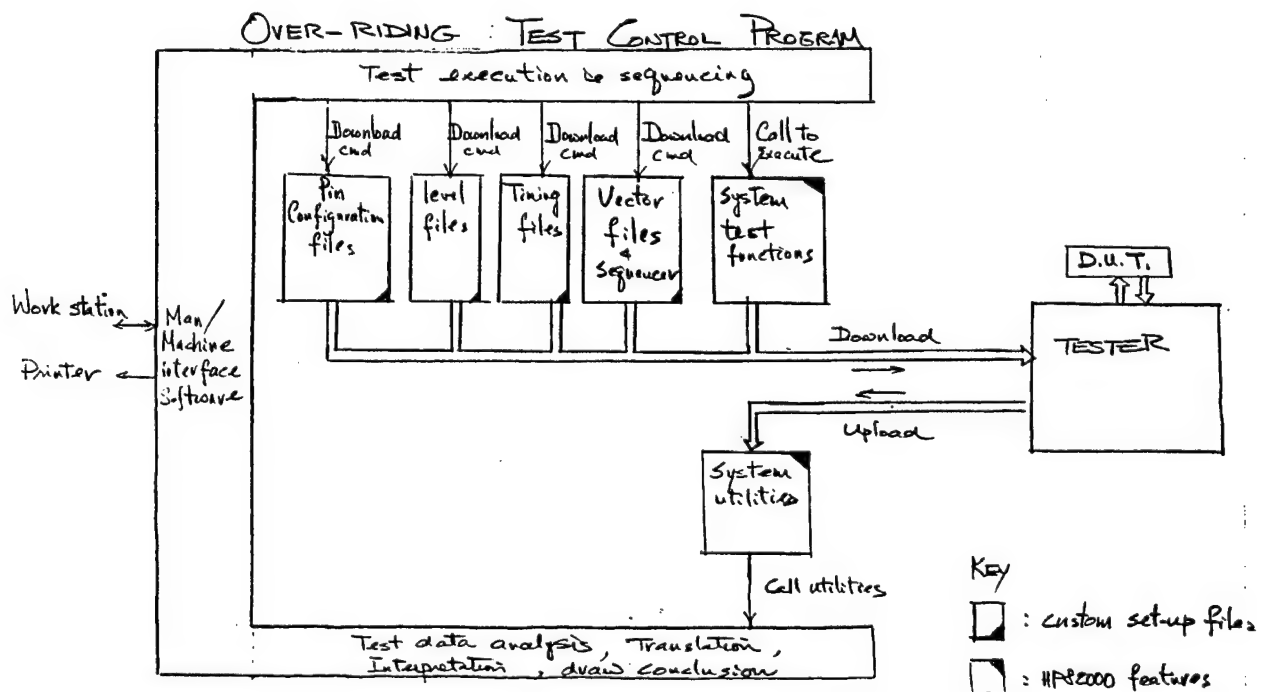 OVER-RIDING : TEST CONTROL PROGRAM
Test execution & sequencing
Download
cmd
Download
cmd
Download
cmd
Download
cmd
Call to
Execute
Pin
Configuration
files
level
files
Timing
files
Vector
files
&
Sequencer
System
test
functions
D.U.T.
TESTER
Work station
Printer
Man/
Machine
interface
Software
Download
Upload
System
utilities
Call utilities
Test data analysis, Translation,
Interpretation, draw conclusion
KEY
: custom set-up files
: HP82000 features